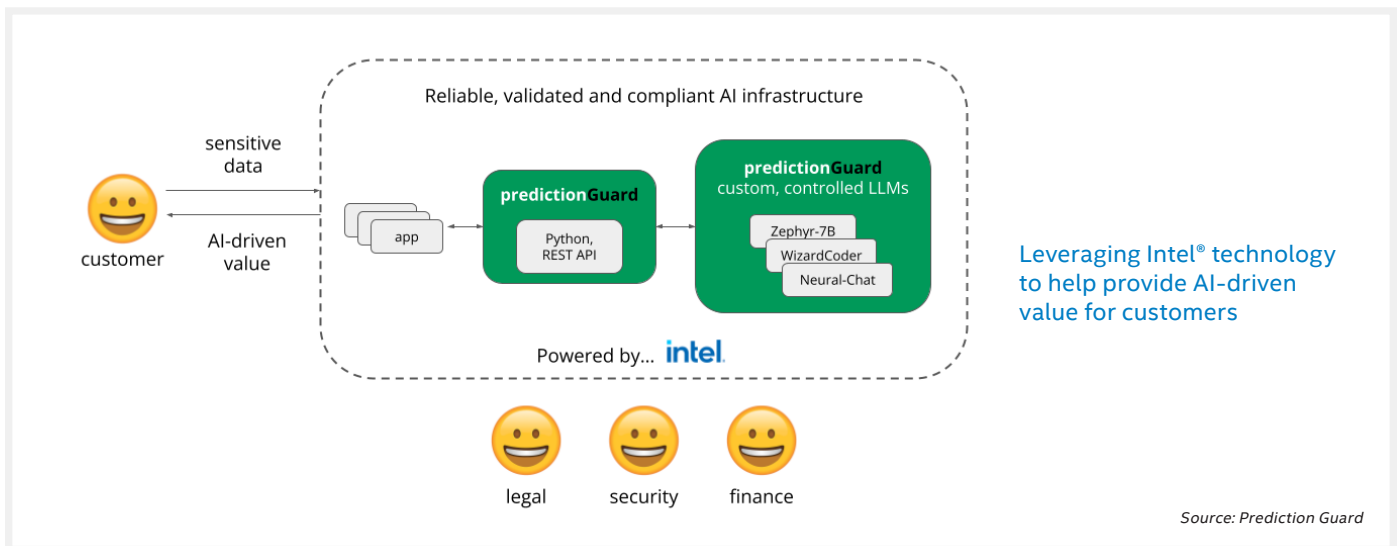 Reliable, validated and compliant AI infrastructure
sensitive
data
AI-driven
value
customer
app
predictionGuard
Python,
REST API
predictionGuard
custom, controlled LLMs
Zephyr-7B
WizardCoder
Neural-Chat
Powered by... intel.
Leveraging Intel® technology
to help provide AI-driven
value for customers
legal
security
finance
Source: Prediction Guard